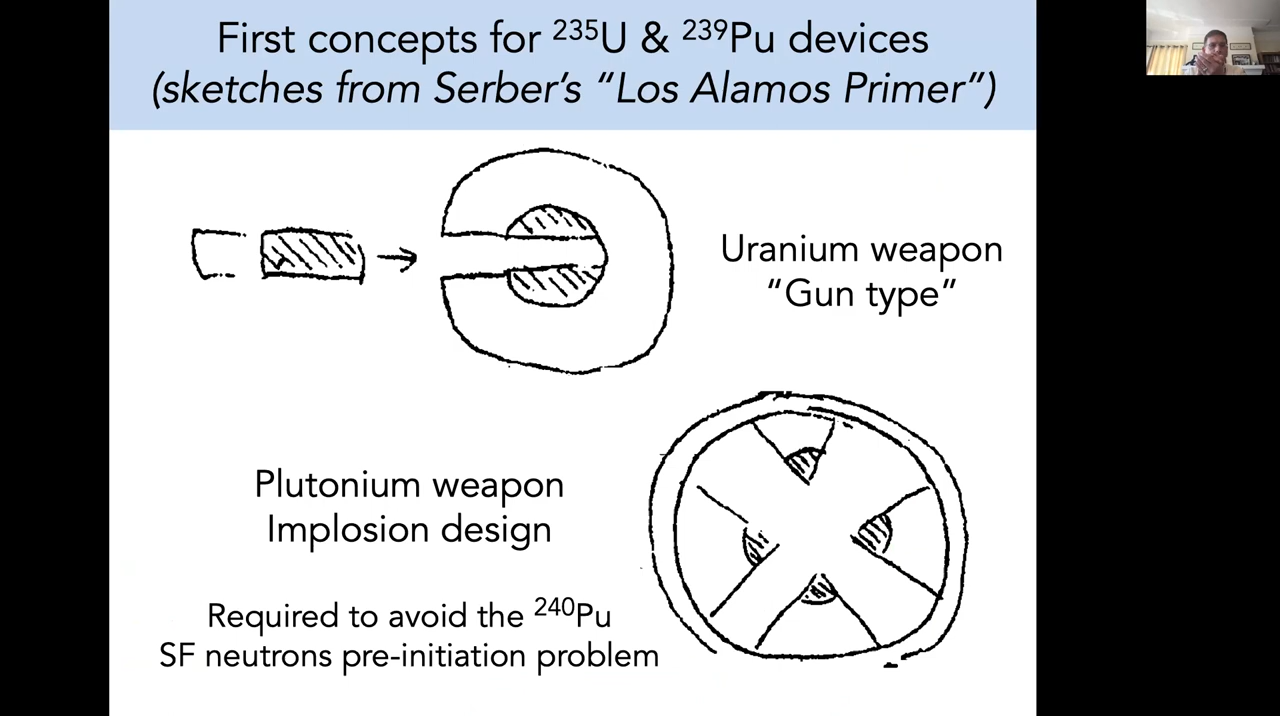 First concepts for ²³⁵U & ²³⁹Pu devices
(sketches from Serber's “Los Alamos Primer”)
Uranium weapon
“Gun type”
Plutonium weapon
Implosion design
Required to avoid the ²⁴⁰Pu
SF neutrons pre-initiation problem